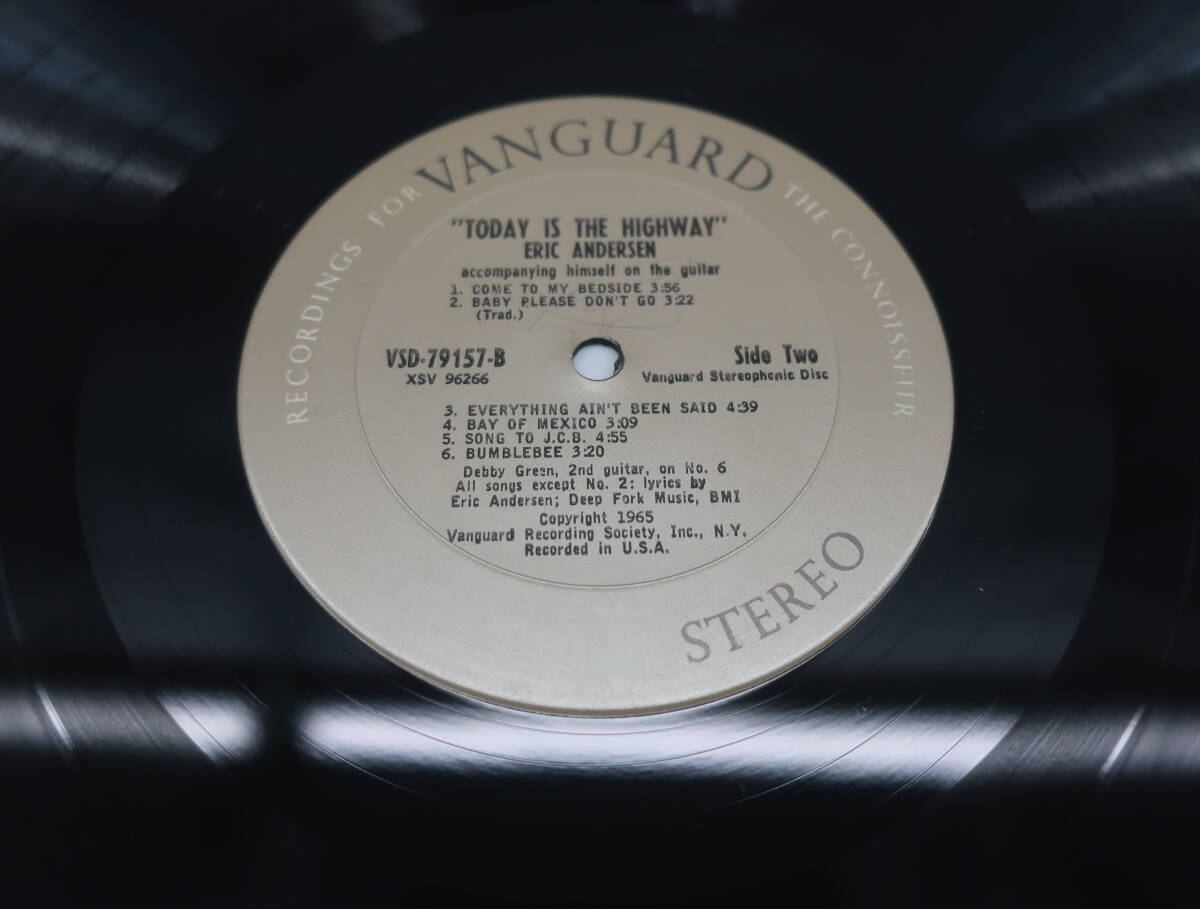 RECORDINGS FOR VANGUARD THE CONNOISSEUR
"TODAY IS THE HIGHWAY"
ERIC ANDERSEN
accompanying himself on the guitar
1. COME TO MY BEDSIDE 3:56
2. BABY PLEASE DON'T GO 3:22
(Trad.)
VSD-79157-B
XSV 96266
Side Two
Vanguard Stereophonic Disc
3. EVERYTHING AIN'T BEEN SAID 4:39
4. BAY OF MEXICO 3:09
5. SONG TO J.C.B. 4:55
6. BUMBLEBEE 3:20
Debby Green, 2nd guitar, on No. 6
All songs except No. 2: lyrics by
Eric Andersen; Deep Fork Music, BMI
Copyright 1965
Vanguard Recording Society, Inc., N.Y.
Recorded in U.S.A.
STEREO